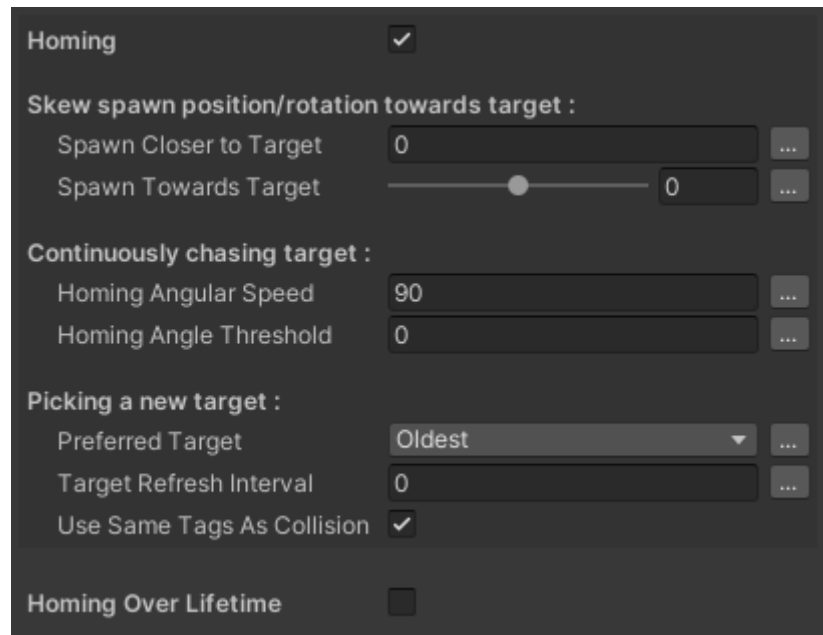 Homing
Skew spawn position/rotation towards target :
Spawn Closer to Target 0 ...
Spawn Towards Target 0 ...
Continuously chasing target :
Homing Angular Speed 90 ...
Homing Angle Threshold 0 ...
Picking a new target :
Preferred Target Oldest ...
Target Refresh Interval 0 ...
Use Same Tags As Collision
Homing Over Lifetime